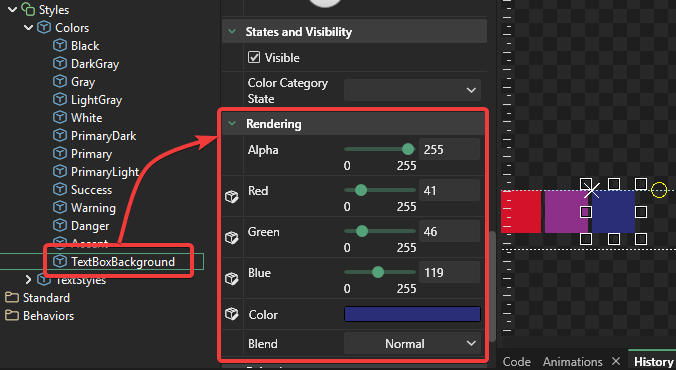 Styles
Colors
Black
DarkGray
Gray
LightGray
White
PrimaryDark
Primary
PrimaryLight
Success
Warning
Danger
Accent
TextBoxBackground
TextStyles
Standard
Behaviors
States and Visibility
Visible
Color Category
State
Rendering
Alpha 255
0 255
Red 41
0 255
Green 46
0 255
Blue 119
0 255
Color
Blend Normal
Code Animations History